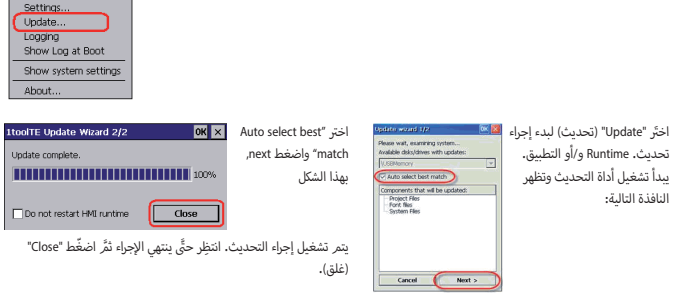 Settings...
Update...
Logging
Show Log at Boot
Show system settings
About...
اختَر "Update" (تحديث) لبدء إجراء
تحديث. Runtime و/أو التطبيق.
يبدأ تشغيل أداة التحديث وتظهر
النافذة التالية:
Update wizard 1/2
OK
Please wait, examining system...
Available disks/drives with updates:
\USBMemory
Auto select best match
Components that will be updated:
Project Files
Font files
System Files
Cancel
Next >
اختر "Auto select best
match" واضغط next,
بهذا الشكل
1toolTE Update Wizard 2/2
OK
Update complete.
100%
Do not restart HMI runtime
Close
يتم تشغيل إجراء التحديث. انتظِر حتَّى ينتهي الإجراء ثمَّ اضغَّط "Close"
(غلق).